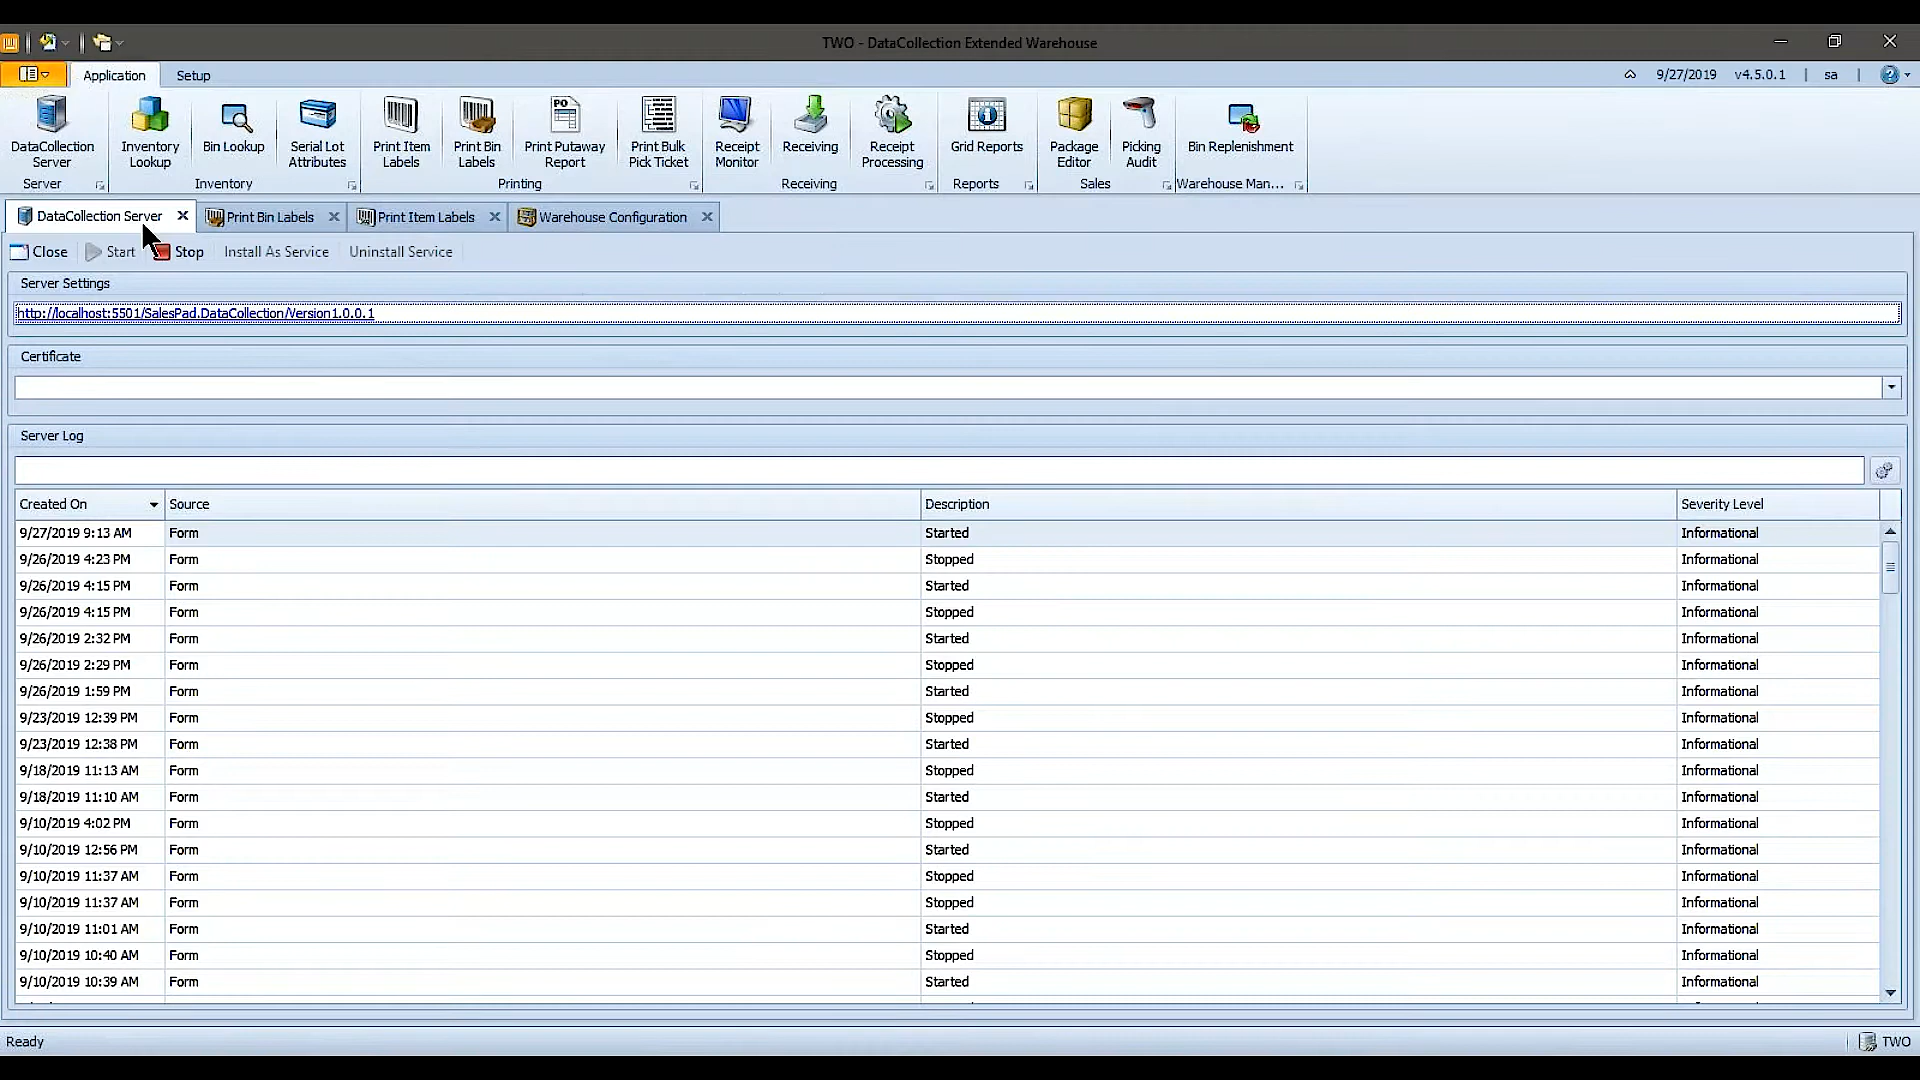 TWO - DataCollection Extended Warehouse
Application Setup 9/27/2019 v4.5.0.1 | sa |
DataCollection Server
Inventory Lookup
Bin Lookup
Serial Lot Attributes
Print Item Labels
Print Bin Labels
Print Putaway Report
Print Bulk Pick Ticket
Receipt Monitor
Receiving
Receipt Processing
Grid Reports
Package Editor
Picking Audit
Bin Replenishment
Server Inventory Printing Receiving Reports Sales Warehouse Man...
DataCollection Server Print Bin Labels Print Item Labels Warehouse Configuration
Close Start Stop Install As Service Uninstall Service
Server Settings
http://localhost:5501/SalesPad.DataCollection/Version1.0.0.1
Certificate
Server Log
Created On Source Description Severity Level
9/27/2019 9:13 AM Form Started Informational
9/26/2019 4:23 PM Form Stopped Informational
9/26/2019 4:15 PM Form Started Informational
9/26/2019 4:15 PM Form Stopped Informational
9/26/2019 2:32 PM Form Started Informational
9/26/2019 2:29 PM Form Stopped Informational
9/26/2019 1:59 PM Form Started Informational
9/23/2019 12:39 PM Form Stopped Informational
9/23/2019 12:38 PM Form Started Informational
9/18/2019 11:13 AM Form Stopped Informational
9/18/2019 11:10 AM Form Started Informational
9/10/2019 4:02 PM Form Stopped Informational
9/10/2019 12:56 PM Form Started Informational
9/10/2019 11:37 AM Form Stopped Informational
9/10/2019 11:37 AM Form Stopped Informational
9/10/2019 11:01 AM Form Started Informational
9/10/2019 10:40 AM Form Stopped Informational
9/10/2019 10:39 AM Form Started Informational
Ready TWO